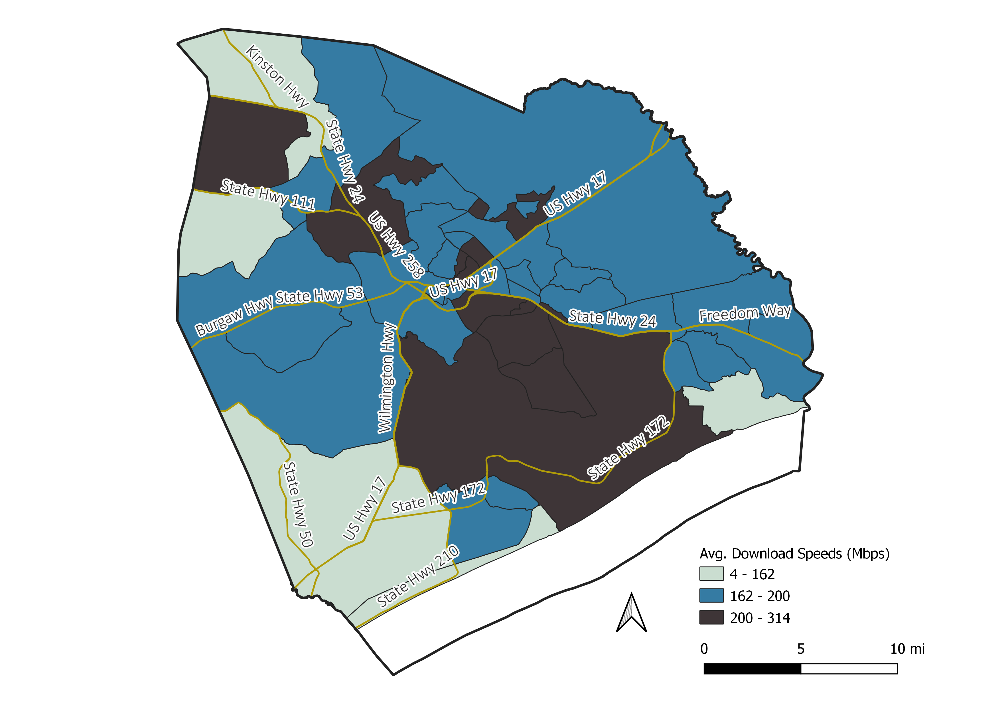 Kinston Hwy
State Hwy 24
State Hwy 111
US Hwy 17
US Hwy 258
US Hwy 17
Burgaw Hwy State Hwy 53
State Hwy 24
Freedom Way
Wilmington Hwy
State Hwy 172
State Hwy 50
US Hwy 17
State Hwy 172
State Hwy 210
Avg. Download Speeds (Mbps)
4 - 162
162 - 200
200 - 314
0 5 10 mi